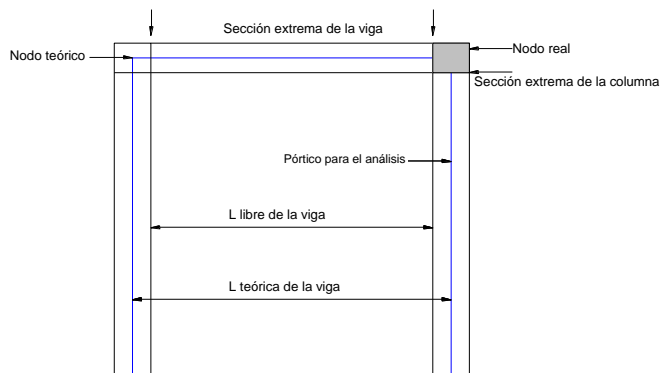 Sección extrema de la viga
Nodo teórico
Nodo real
Sección extrema de la columna
Pórtico para el análisis
L libre de la viga
L teórica de la viga